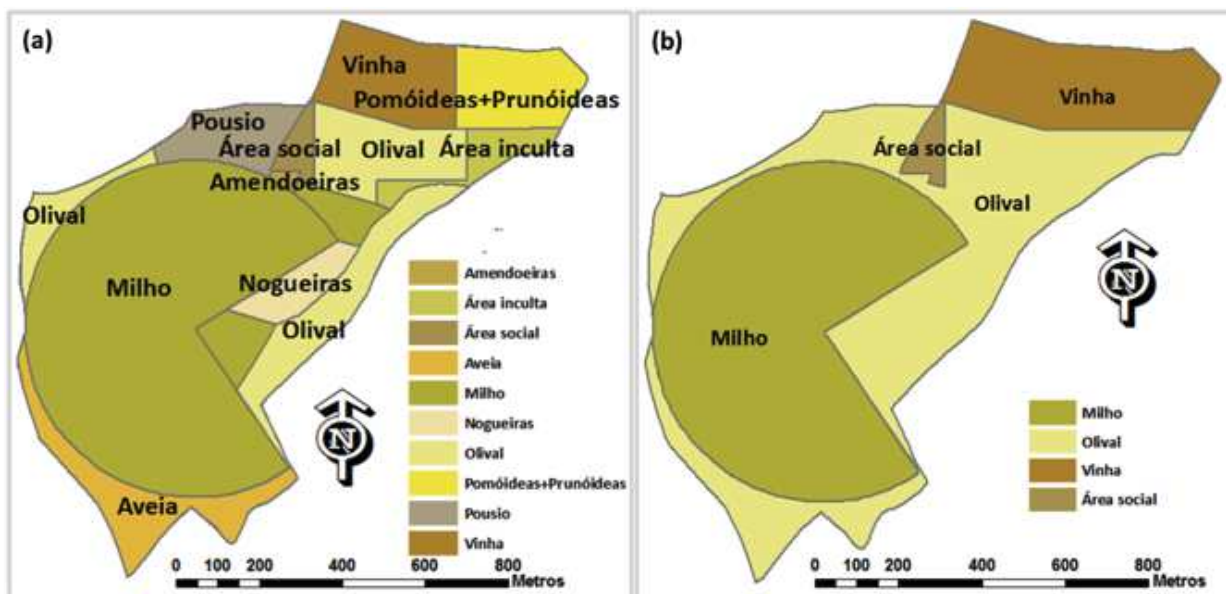 (a)
Vinha
Pomóideas+Prunóideas
Pousio
Área social
Olival
Área inculta
Amendoeiras
Olival
Milho
Nogueiras
Olival
Aveia
Amendoeiras
Área inculta
Área social
Aveia
Milho
Nogueiras
Olival
Pomóideas+Prunóideas
Pousio
Vinha
N
0 100 200 400 600 800
Metros
(b)
Vinha
Área social
Olival
Milho
N
Milho
Olival
Vinha
Área social
0 100 200 400 600 800
Metros